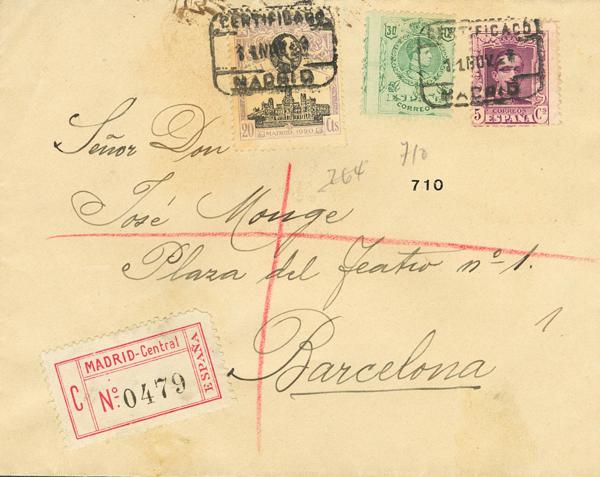 CERTIFICADO
MADRID
20 Cts
MADRID, 1920
30
CORREOS
CERTIFICADO
MADRID
CORREOS
5 ESPAÑA Cs
Señor Don
264
710
710
José Monge
Plaza del Teatro nº 1.
Barcelona
MADRID-Central
C Nº: 0479
ESPAÑA